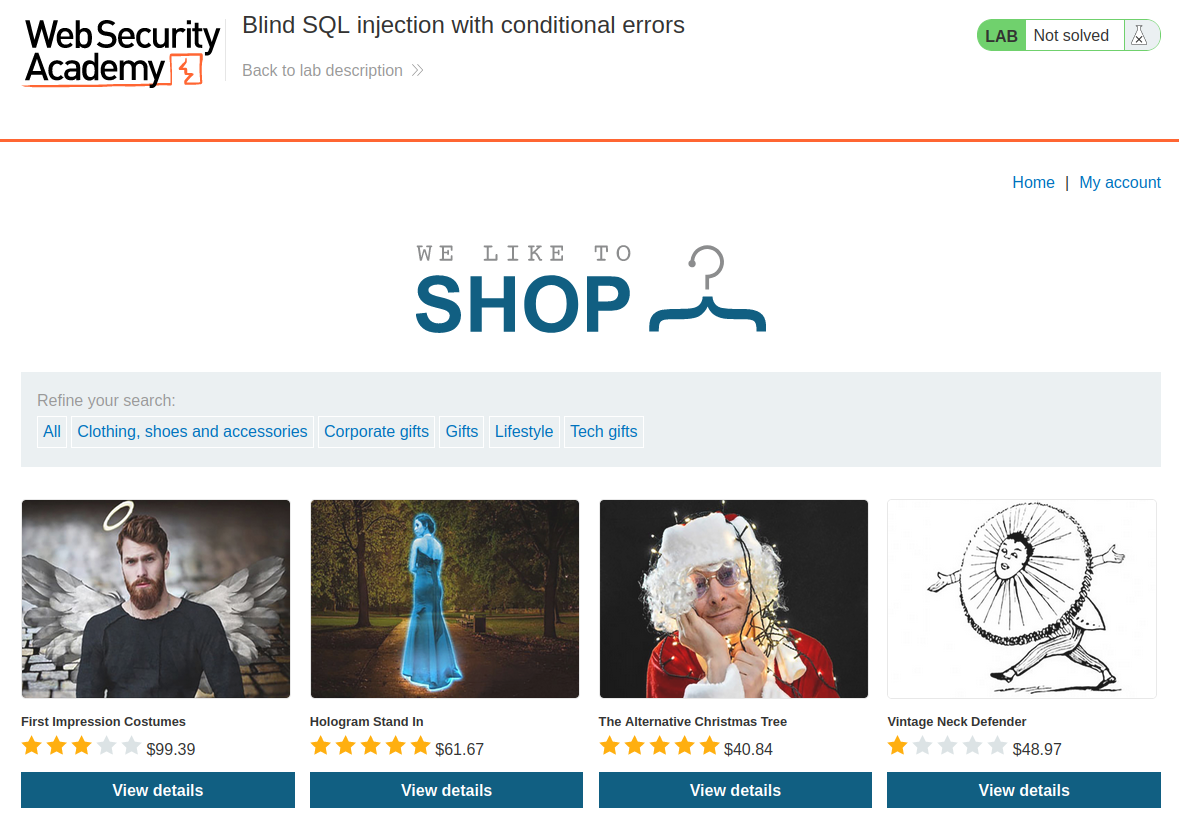 Web Security
Academy
Blind SQL injection with conditional errors
Back to lab description
LAB Not solved
Home | My account
WE LIKE TO
SHOP
Refine your search:
All Clothing, shoes and accessories Corporate gifts Gifts Lifestyle Tech gifts
First Impression Costumes
$99.39
View details
Hologram Stand In
$61.67
View details
The Alternative Christmas Tree
$40.84
View details
Vintage Neck Defender
$48.97
View details